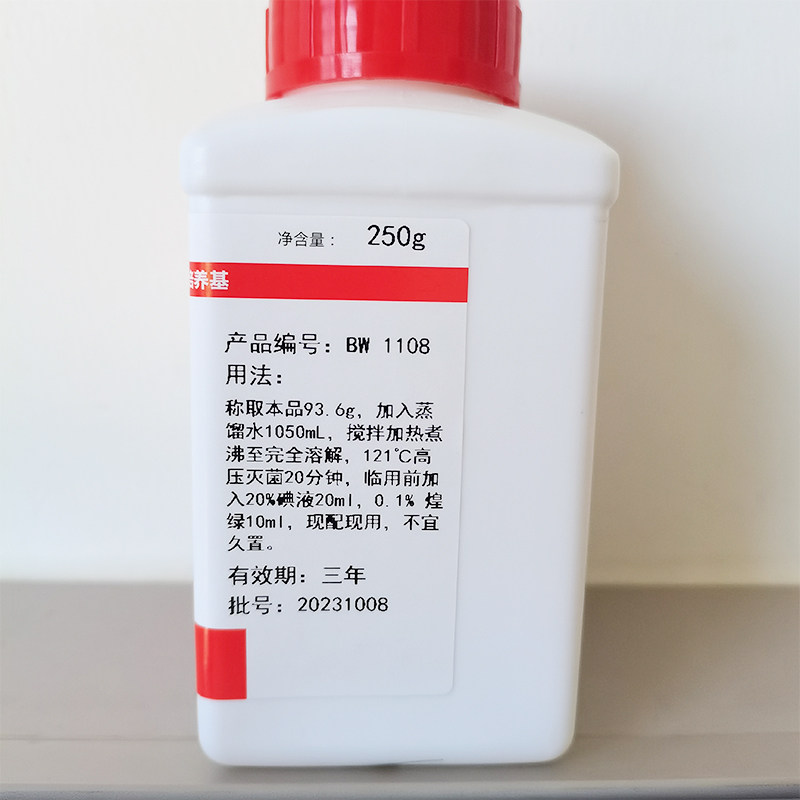 净含量： 250g
培养基
产品编号：BW 1108
用法：
称取本品93.6g，加入蒸
馏水1050mL，搅拌加热煮
沸至完全溶解，121℃高
压灭菌20分钟，临用前加
入20%碘液20ml，0.1% 煌
绿10ml，现配现用，不宜
久置。
有效期：三年
批号：20231008